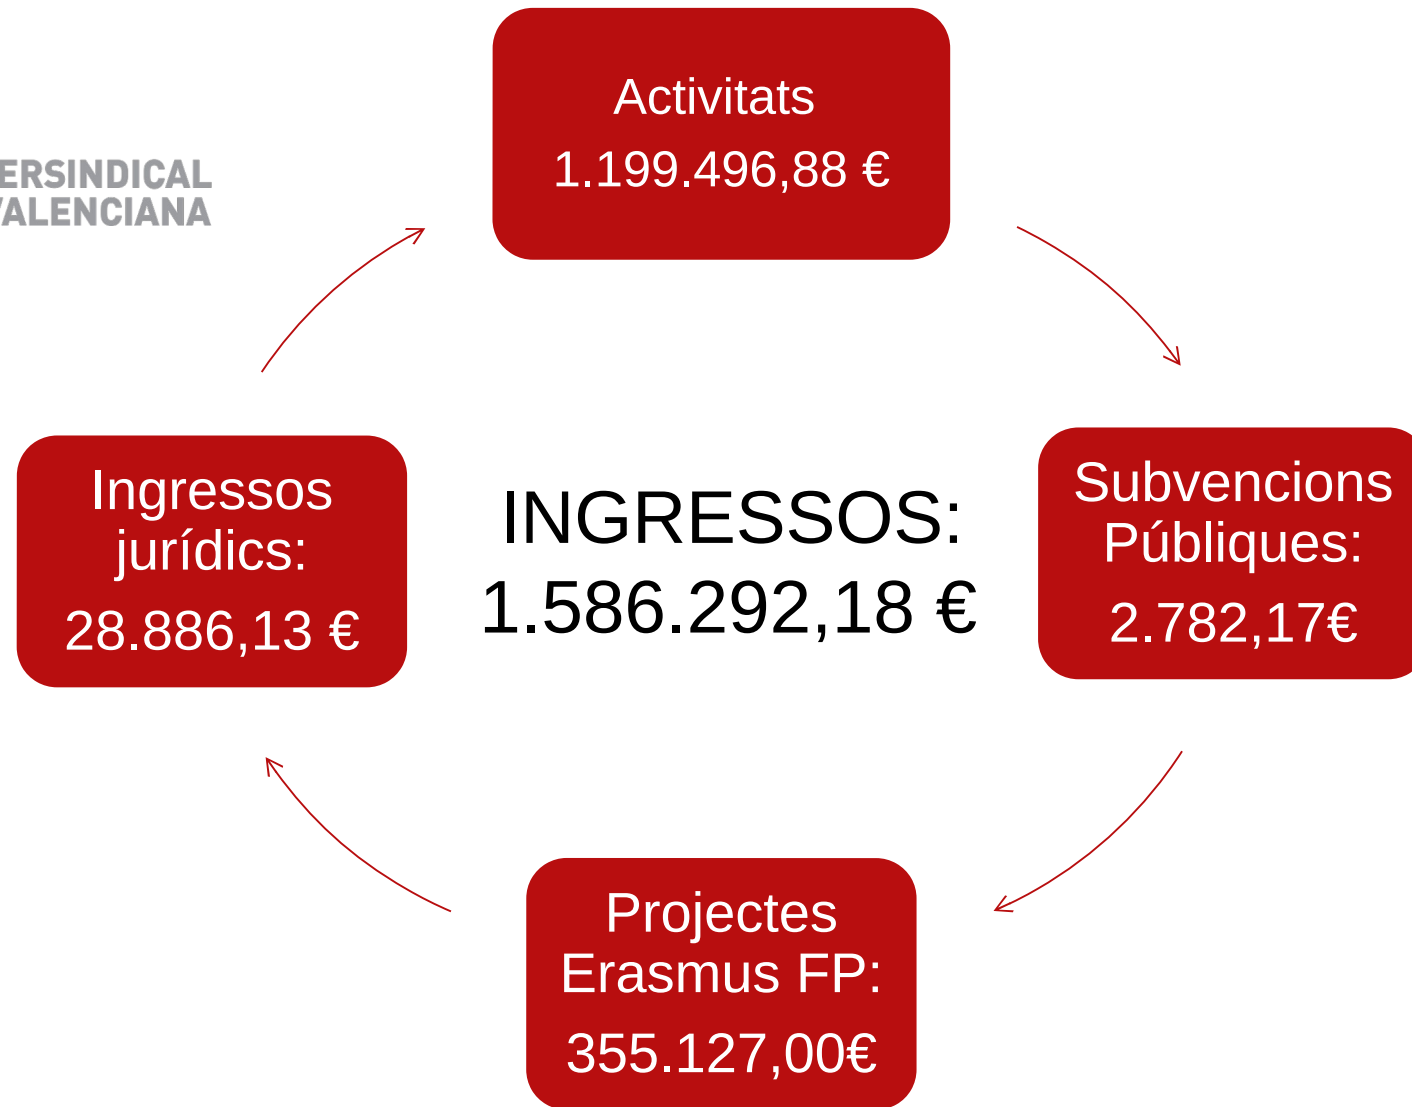 Activitats
1.199.496,88 €
ERSINDICAL
VALENCIANA
Ingressos
jurídics:
28.886,13 €
INGRESSOS:
1.586.292,18 €
Subvencions
Públiques:
2.782,17€
Projectes
Erasmus FP:
355.127,00€